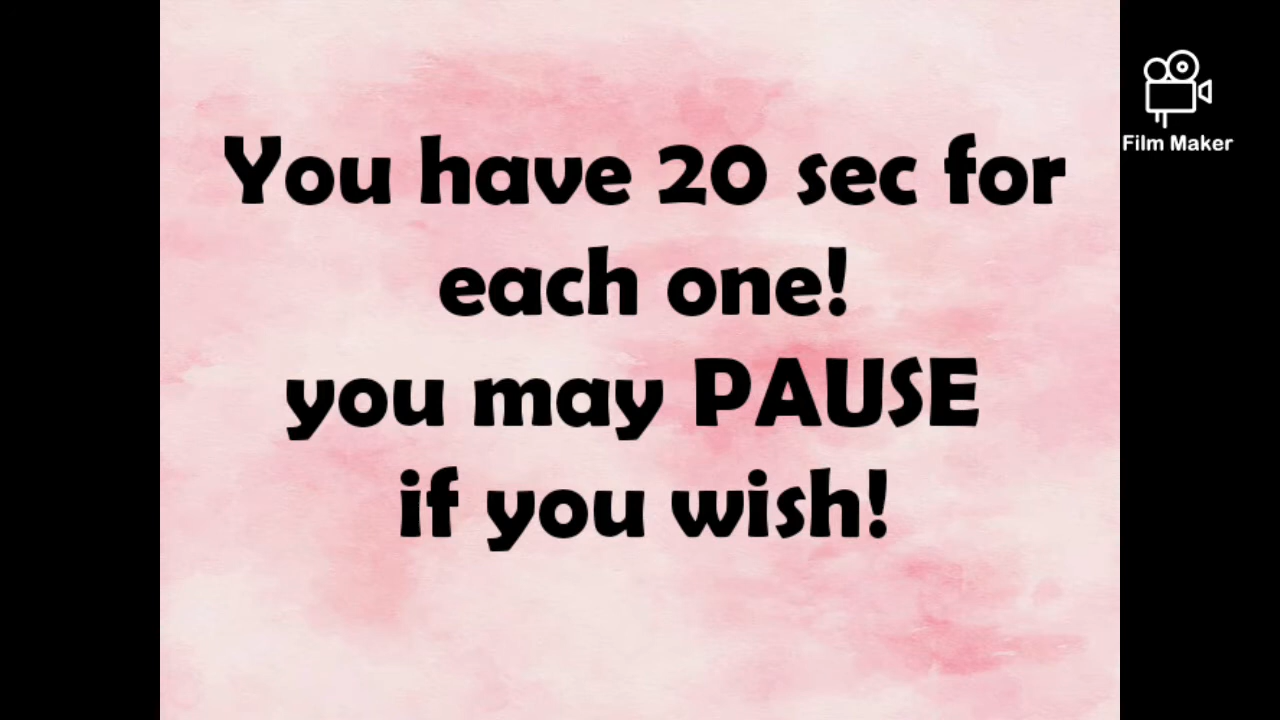 You have 20 sec for
each one!
you may PAUSE
if you wish!
Film Maker